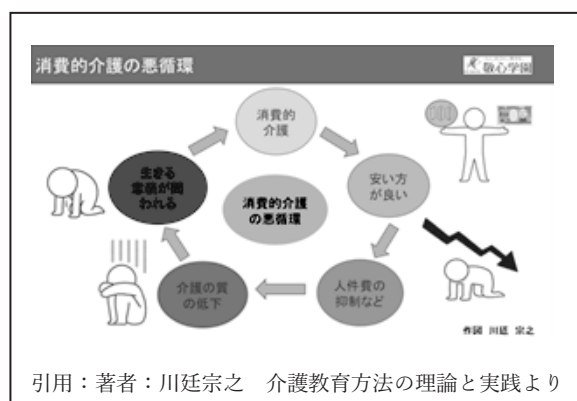 消費的介護の悪循環
敬心学園
消費的
介護
安い方
が良い
人件費の
抑制など
介護の質
の低下
生きる
意義が問
われる
消費的介護
の悪循環
作図 川廷 宗之
引用:著者:川廷宗之 介護教育方法の理論と実践より